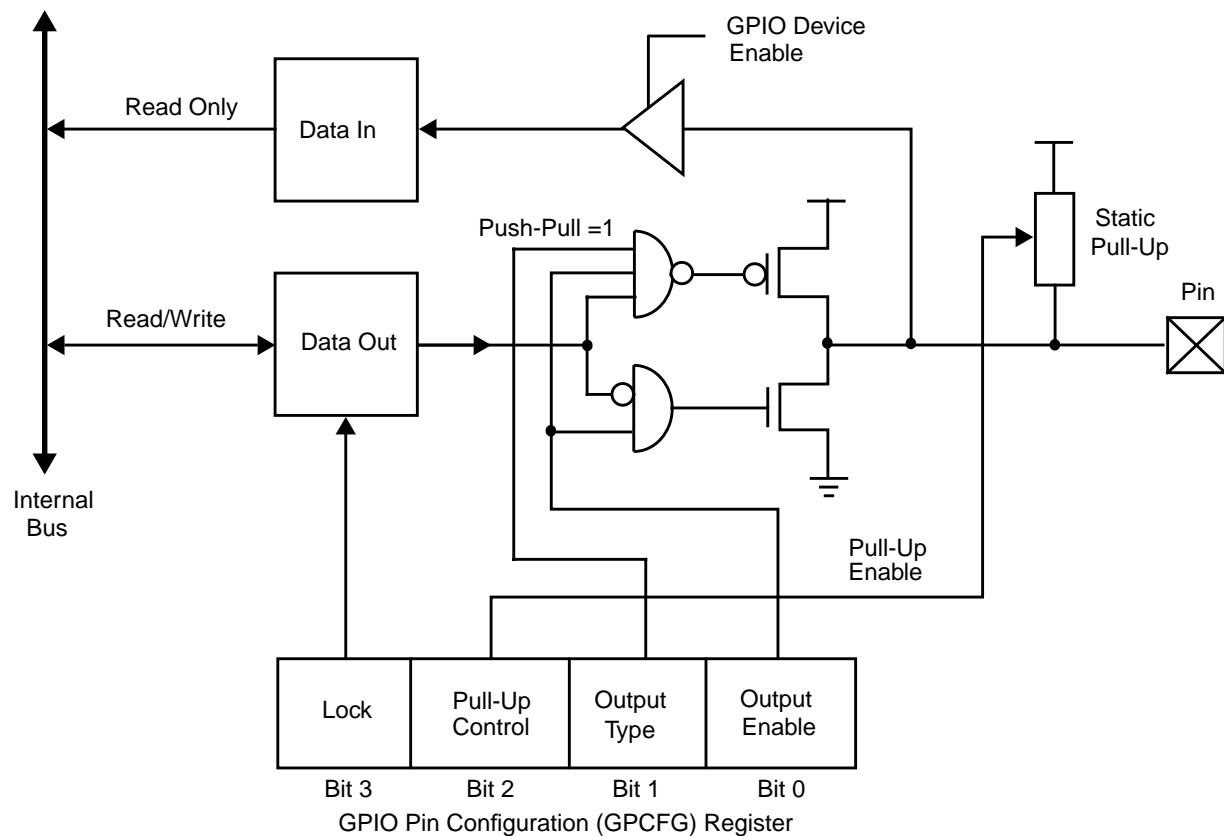 GPIO Device
Enable
Read Only
Data In
Push-Pull =1
Static
Pull-Up
Pin
Read/Write
Data Out
Internal
Bus
Pull-Up
Enable
Lock
Pull-Up
Control
Output
Type
Output
Enable
Bit 3
Bit 2
Bit 1
Bit 0
GPIO Pin Configuration (GPCFG) Register